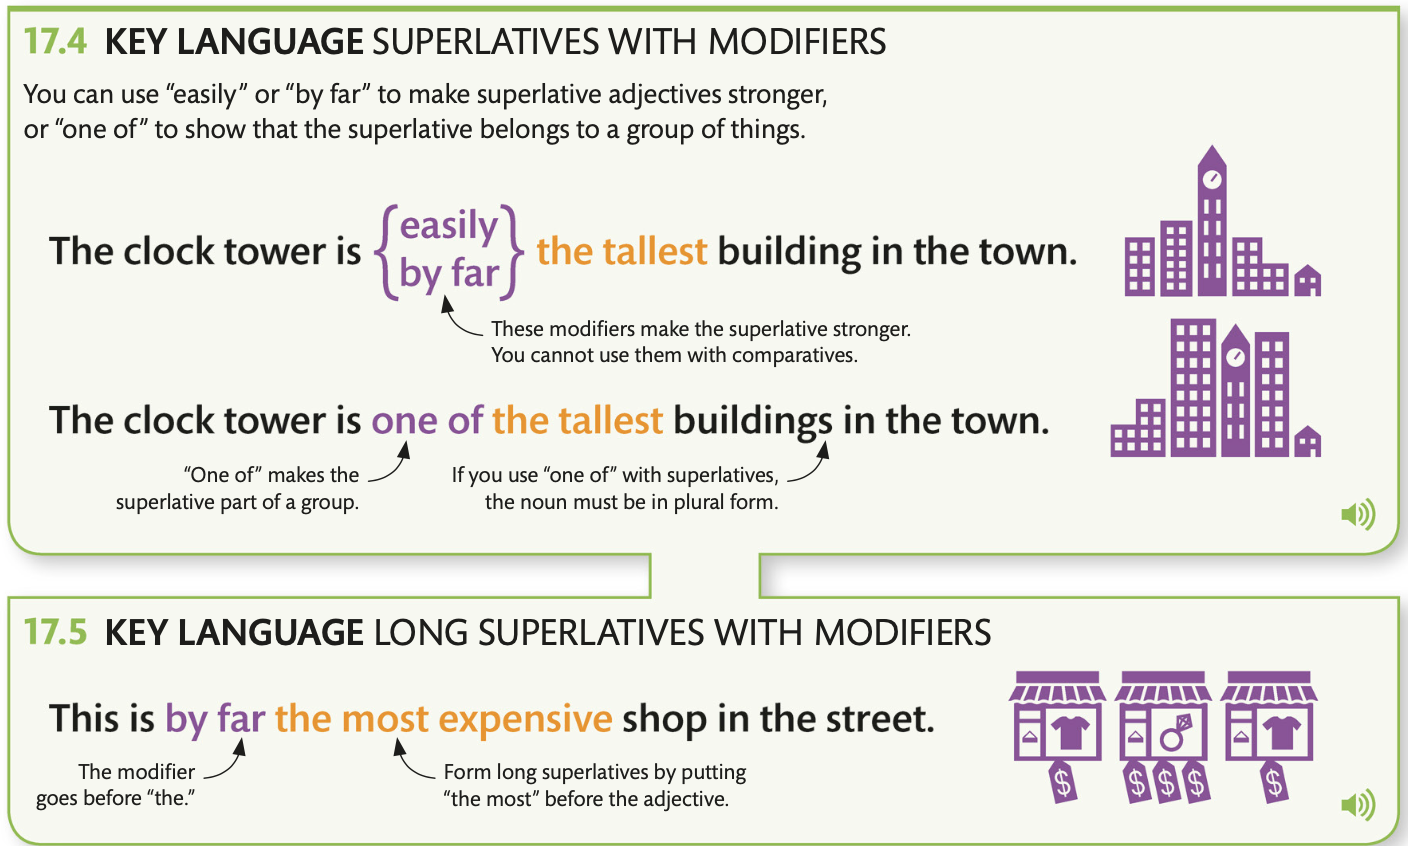 17.4 KEY LANGUAGE SUPERLATIVES WITH MODIFIERS
You can use “easily” or “by far” to make superlative adjectives stronger,
or “one of” to show that the superlative belongs to a group of things.
The clock tower is {easily / by far} the tallest building in the town.
These modifiers make the superlative stronger.
You cannot use them with comparatives.
The clock tower is one of the tallest buildings in the town.
“One of” makes the
superlative part of a group.
If you use “one of” with superlatives,
the noun must be in plural form.
17.5 KEY LANGUAGE LONG SUPERLATIVES WITH MODIFIERS
This is by far the most expensive shop in the street.
The modifier
goes before “the.”
Form long superlatives by putting
“the most” before the adjective.
$ $ $ $ $